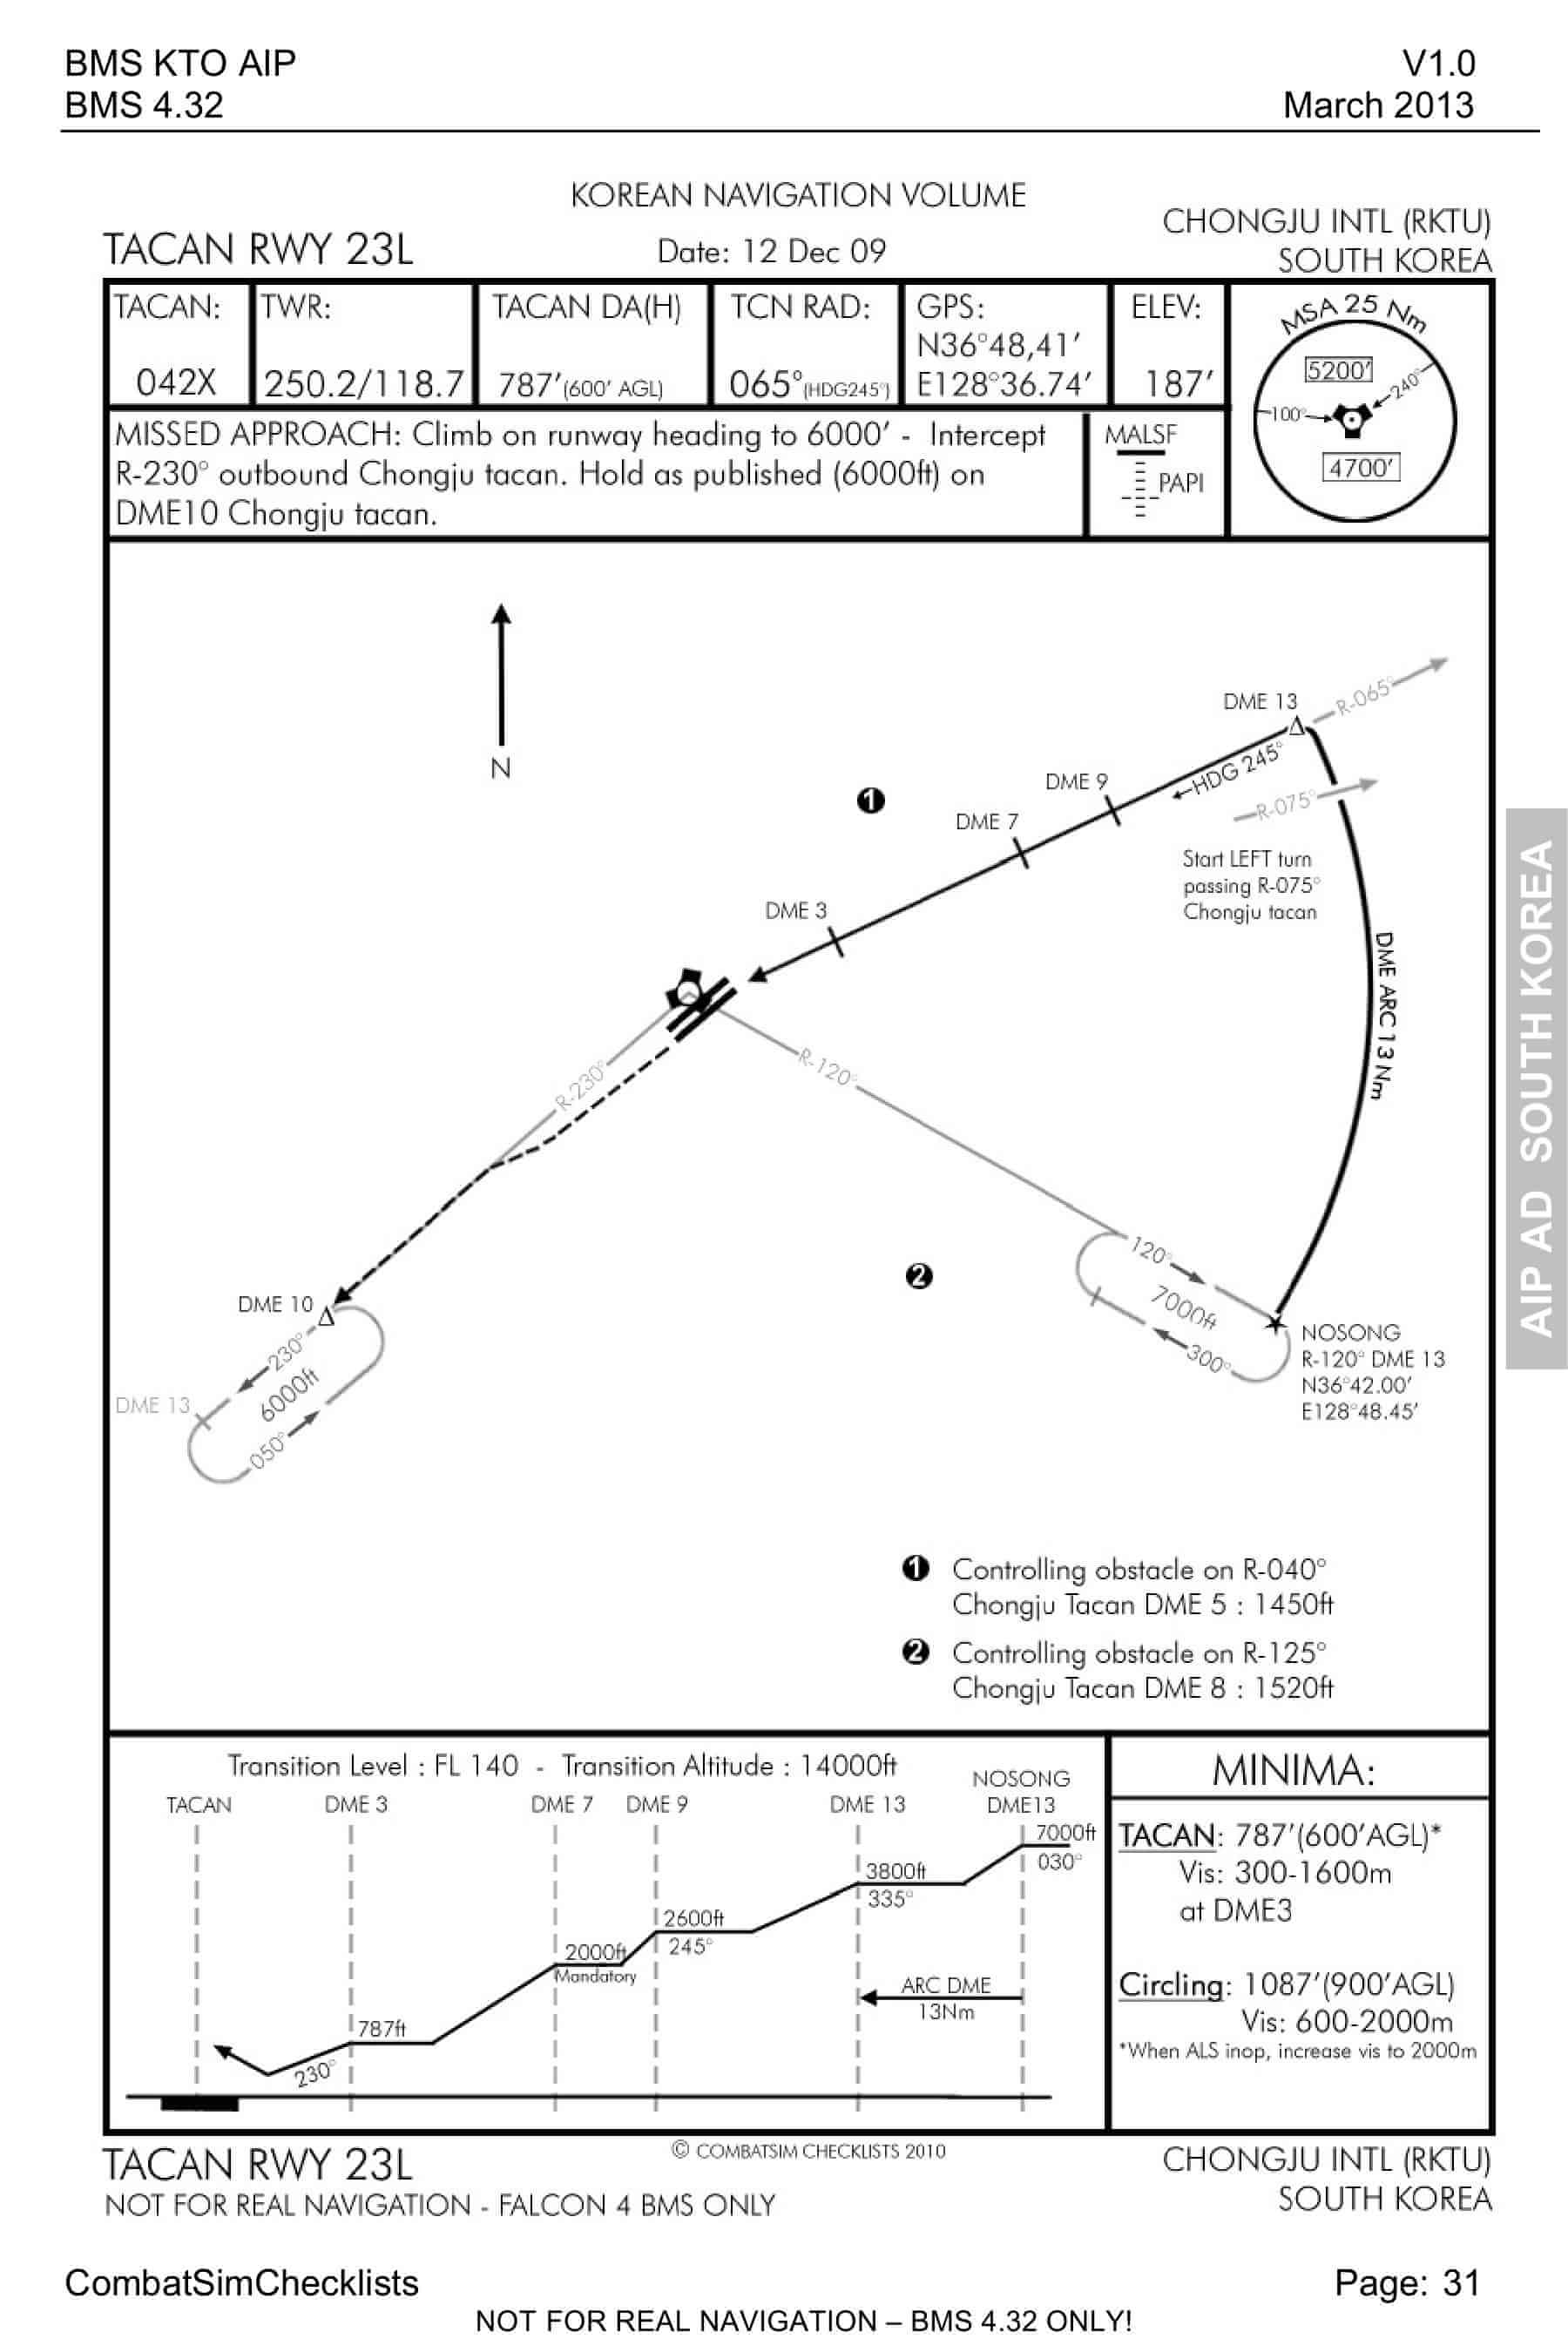 BMS KTO AIP
V1.0
BMS 4.32
March 2013
KOREAN NAVIGATION VOLUME
TACAN RWY 23L
Date: 12 Dec 09
CHONGJU INTL (RKTU)
SOUTH KOREA
TACAN:
042X
TWR:
250.2/118.7
TACAN DA(H)
787′(600′ AGL)
TCN RAD:
065°(HDG245°)
GPS:
N36°48,41′
E128°36.74′
ELEV:
187′
MSA 25 Nm
5200′
240°
100°
4700′
MISSED APPROACH: Climb on runway heading to 6000′ - Intercept
R-230° outbound Chongju tacan. Hold as published (6000ft) on
DME10 Chongju tacan.
MALSF
PAPI
N
DME 13
R-065°
HDG 245°
DME 9
R-075°
1
DME 7
Start LEFT turn
passing R-075°
Chongju tacan
DME 3
DME ARC 13 Nm
R-230°
R-120°
2
120°
7000ft
300°
NOSONG
R-120° DME 13
N36°42.00′
E128°48.45′
DME 10
230°
6000ft
DME 13
050°
1 Controlling obstacle on R-040°
Chongju Tacan DME 5 : 1450ft
2 Controlling obstacle on R-125°
Chongju Tacan DME 8 : 1520ft
Transition Level : FL 140 - Transition Altitude : 14000ft
TACAN
DME 3
DME 7
DME 9
DME 13
NOSONG
DME13
7000ft
030°
3800ft
335°
2600ft
245°
2000ft
Mandatory
ARC DME
13Nm
787ft
230°
MINIMA:
TACAN: 787′(600′AGL)*
Vis: 300-1600m
at DME3
Circling: 1087′(900′AGL)
Vis: 600-2000m
*When ALS inop, increase vis to 2000m
TACAN RWY 23L
© COMBATSIM CHECKLISTS 2010
CHONGJU INTL (RKTU)
NOT FOR REAL NAVIGATION - FALCON 4 BMS ONLY
SOUTH KOREA
AIP AD SOUTH KOREA
CombatSimChecklists
Page: 31
NOT FOR REAL NAVIGATION – BMS 4.32 ONLY!